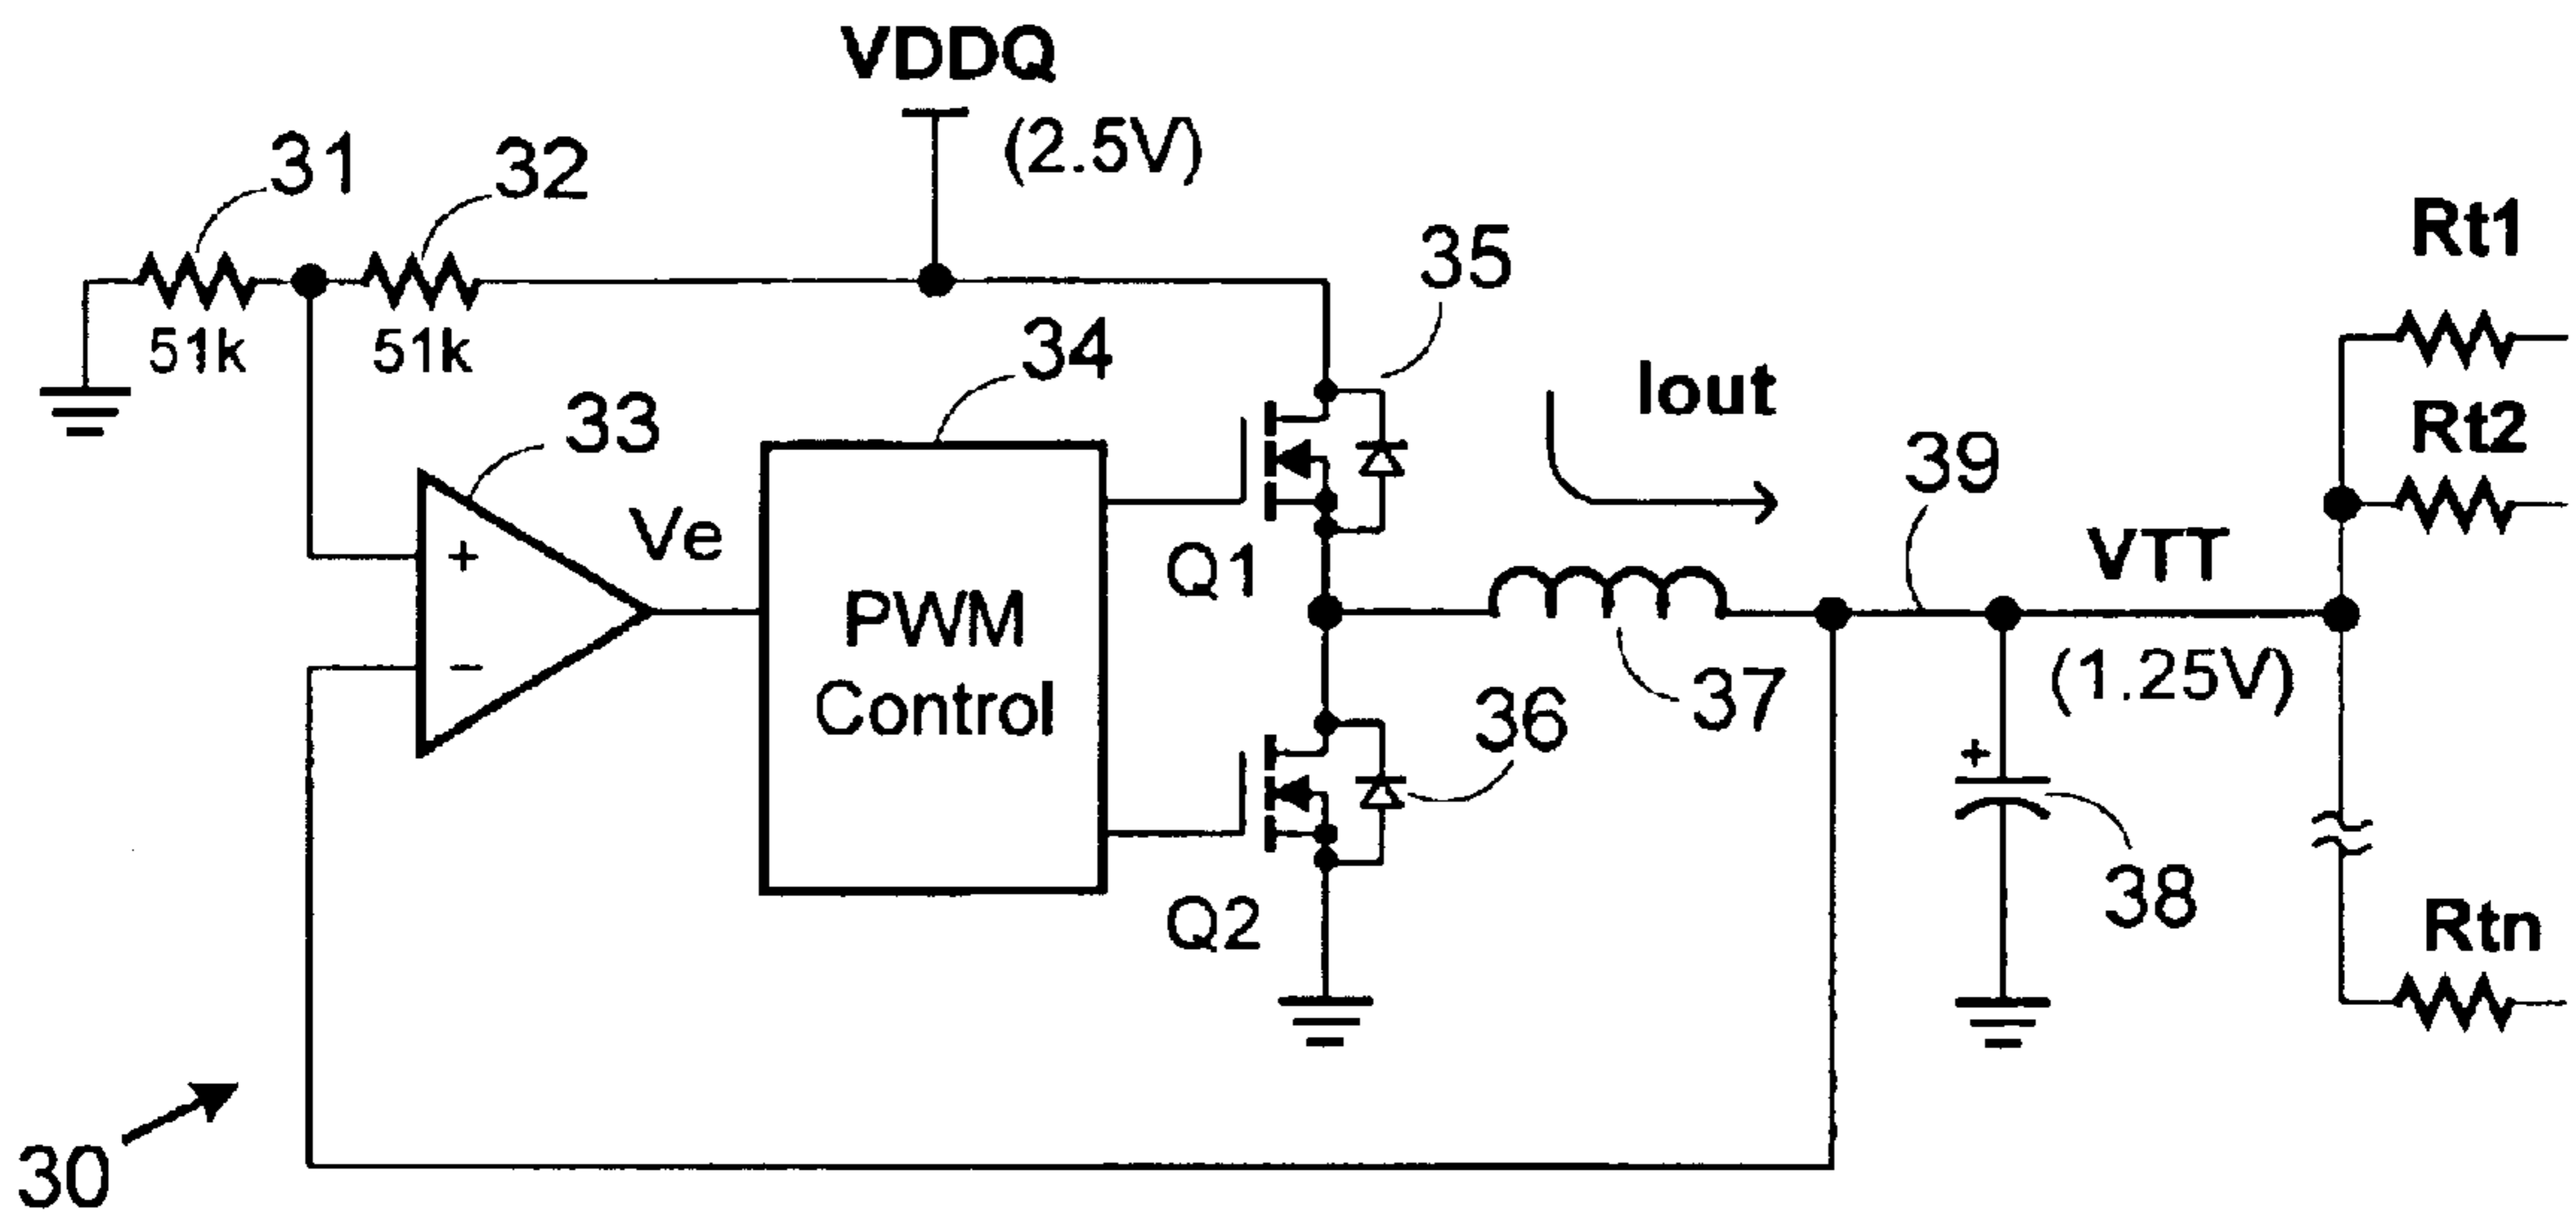 VDDQ
(2.5V)
31
32
51k
51k
33
34
35
Iout
Rt1
Rt2
39
Ve
+
−
PWM
Control
Q1
VTT
(1.25V)
37
36
+
38
Q2
Rtn
30